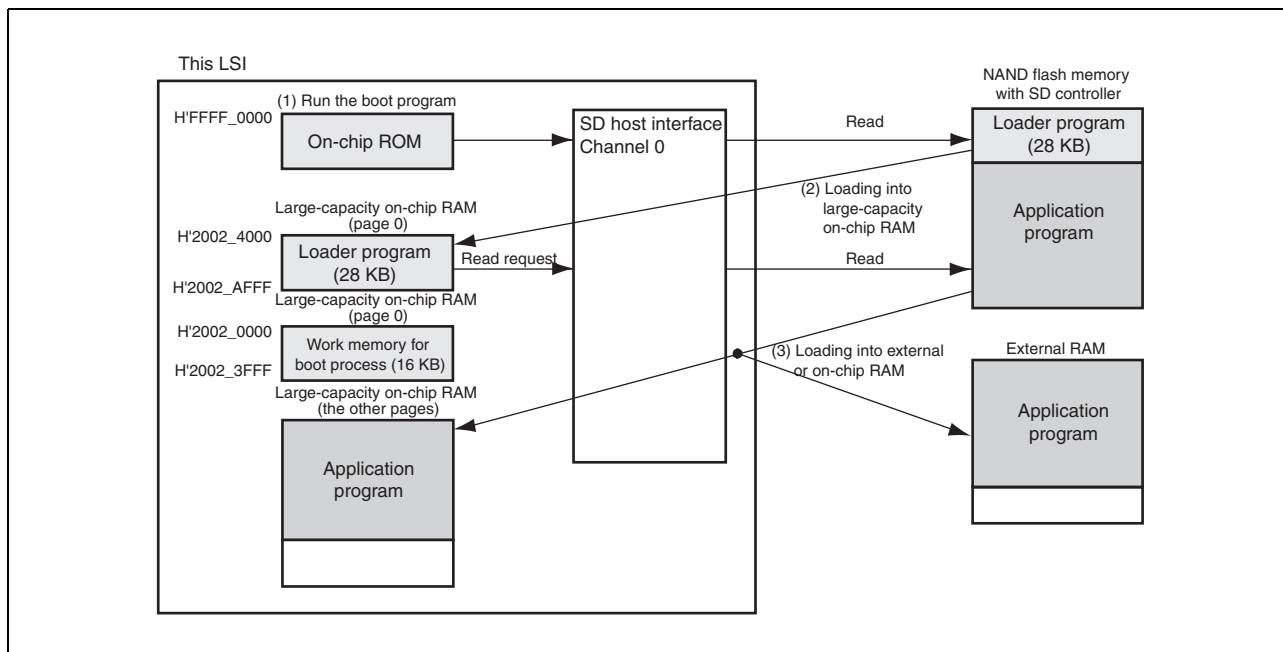 This LSI
(1) Run the boot program
H'FFFF_0000
On-chip ROM
Large-capacity on-chip RAM
(page 0)
H'2002_4000
Loader program
(28 KB)
H'2002_AFFF
Read request
Large-capacity on-chip RAM
(page 0)
H'2002_0000
Work memory for
boot process (16 KB)
H'2002_3FFF
Large-capacity on-chip RAM
(the other pages)
Application
program
SD host interface
Channel 0
Read
(2) Loading into
large-capacity
on-chip RAM
Read
(3) Loading into external
or on-chip RAM
NAND flash memory
with SD controller
Loader program
(28 KB)
Application
program
External RAM
Application
program